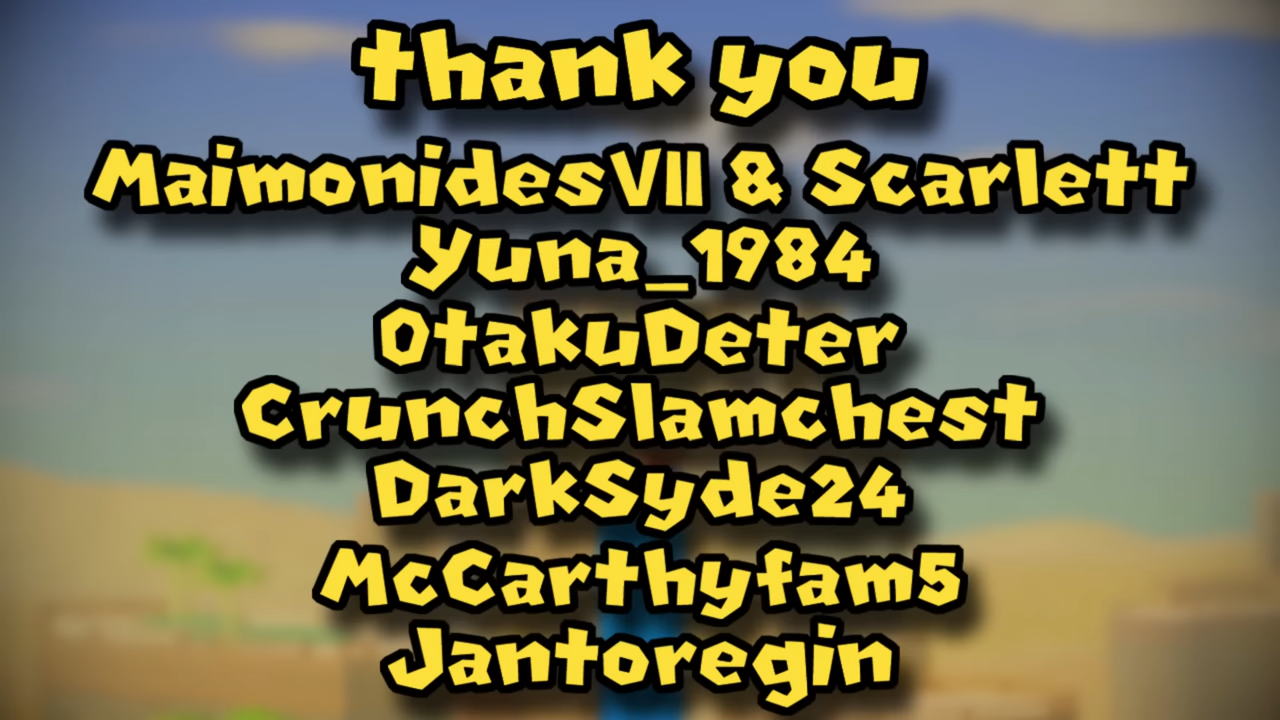 thank you
MaimonidesVII & Scarlett
Yuna_1984
OtakuDeter
CrunchSlamchest
DarkSyde24
McCarthyfam5
Jantoregin